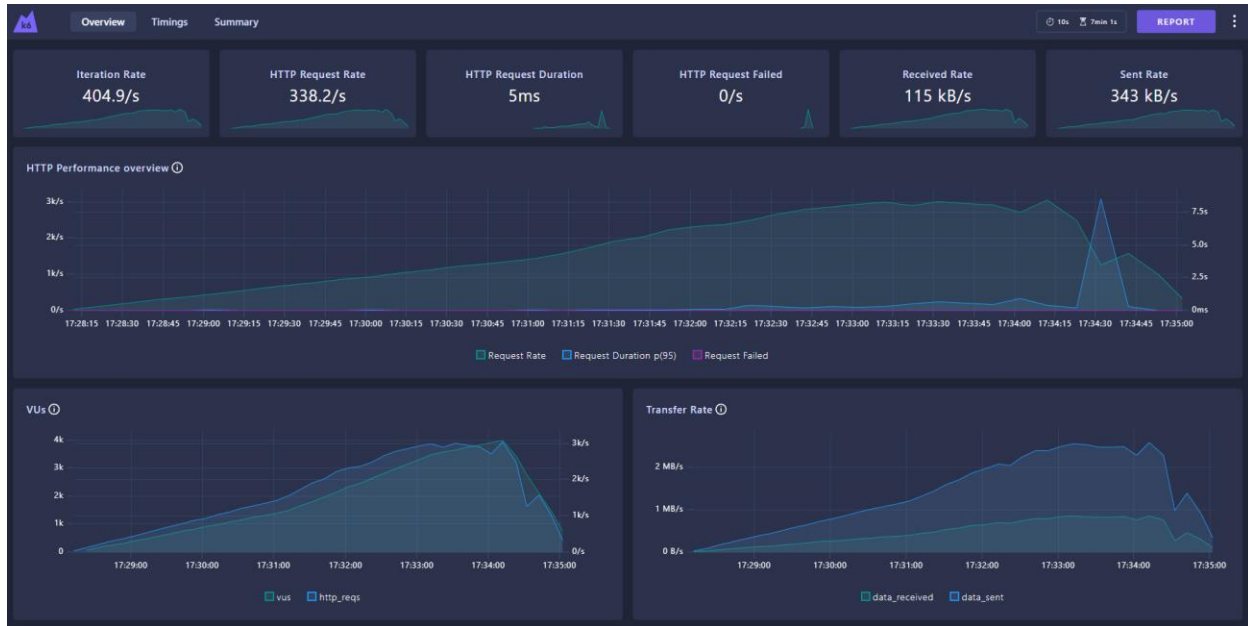 k6 Overview Timings Summary 10s 7min 1s REPORT
Iteration Rate HTTP Request Rate HTTP Request Duration HTTP Request Failed Received Rate Sent Rate
404.9/s 338.2/s 5ms 0/s 115 kB/s 343 kB/s
HTTP Performance overview
3k/s
7.5s
2k/s
5.0s
1k/s
2.5s
0/s 0ms
17:28:15 17:28:30 17:28:45 17:29:00 17:29:15 17:29:30 17:29:45 17:30:00 17:30:15 17:30:30 17:30:45 17:31:00 17:31:15 17:31:30 17:31:45 17:32:00 17:32:15 17:32:30 17:32:45 17:33:00 17:33:15 17:33:30 17:33:45 17:34:00 17:34:15 17:34:30 17:34:45 17:35:00
Request Rate Request Duration p(95) Request Failed
VUs
4k 3k/s
3k
2k/s
2k
1k 1k/s
0 0/s
17:29:00 17:30:00 17:31:00 17:32:00 17:33:00 17:34:00 17:35:00
vus http_reqs
Transfer Rate
2 MB/s
1 MB/s
0 B/s
17:29:00 17:30:00 17:31:00 17:32:00 17:33:00 17:34:00 17:35:00
data_received data_sent